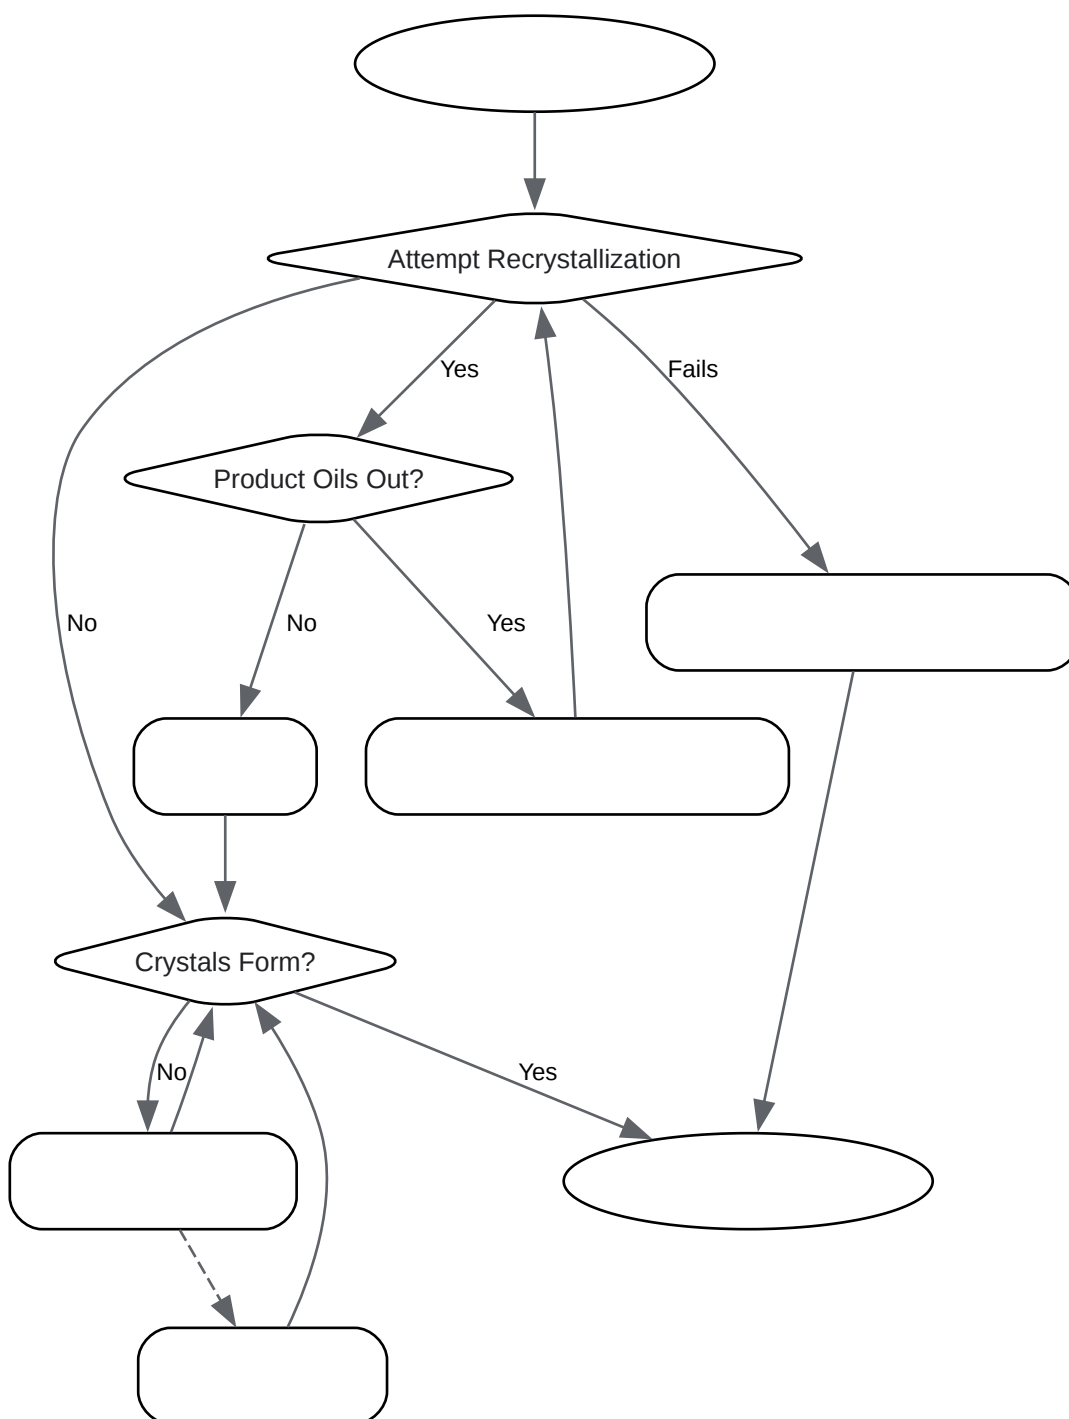 Attempt Recrystallization
Yes
Fails
Product Oils Out?
No
No
Yes
Crystals Form?
No
Yes